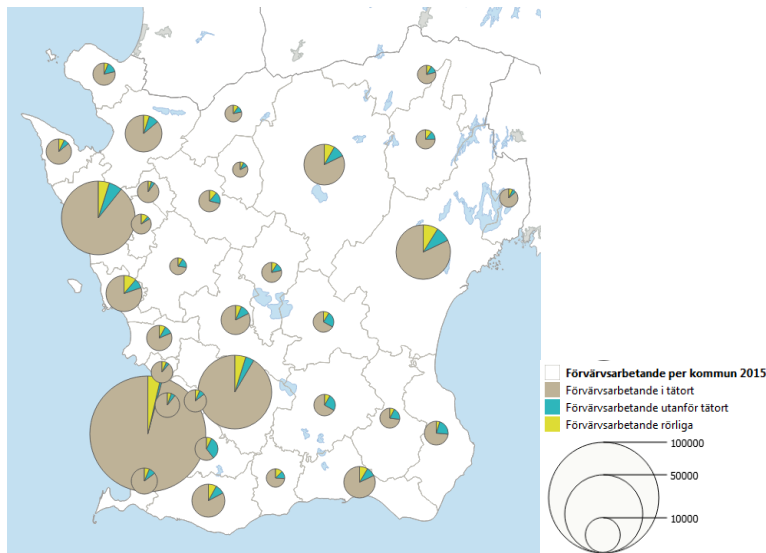 Förvärvsarbetande per kommun 2015
Förvärvsarbetande i tätort
Förvärvsarbetande utanför tätort
Förvärvsarbetande rörliga
100000
50000
10000